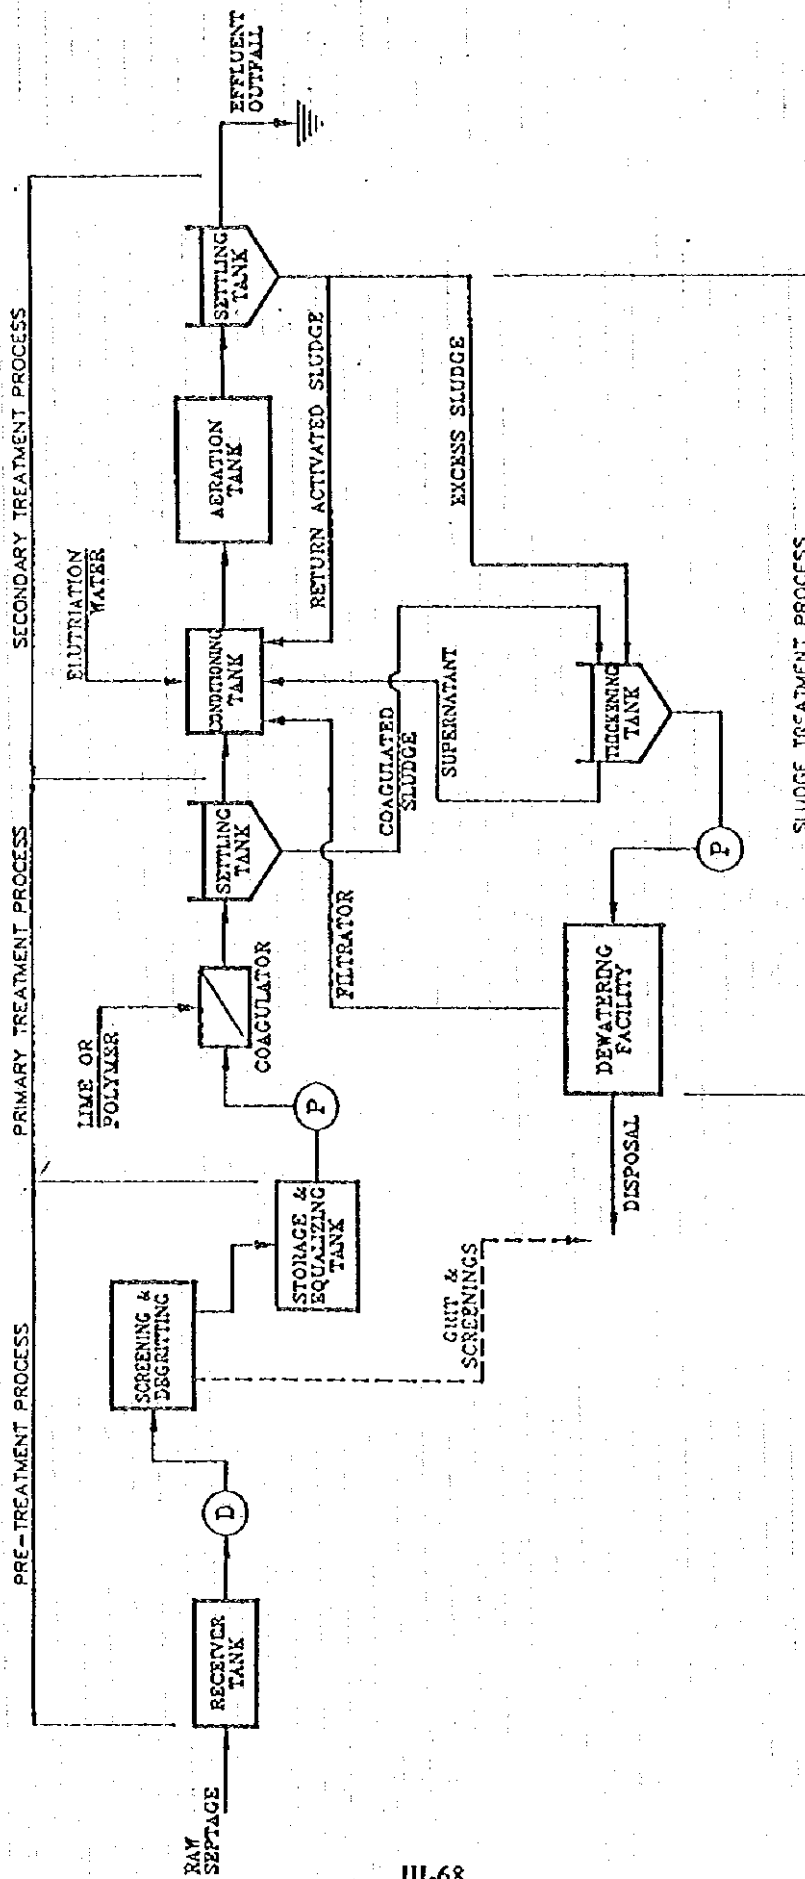 PRE-TREATMENT PROCESS
PRIMARY TREATMENT PROCESS
SECONDARY TREATMENT PROCESS
RAW
SEPTAGE
RECEIVER
TANK
D
SCREENING &
DEGRITTING
STORAGE &
EQUALIZING
TANK
GRIT &
SCREENINGS
P
LIME OR
POLYMER
COAGULATOR
SETTLING
TANK
ELUTRIATION
WATER
CONDITIONING
TANK
AERATION
TANK
SETTLING
TANK
EFFLUENT
OUTFALL
FILTRATOR
COAGULATED
SLUDGE
SUPERNATANT
RETURN ACTIVATED SLUDGE
EXCESS SLUDGE
DISPOSAL
DEWATERING
FACILITY
P
THICKENING
TANK
SLUDGE TREATMENT PROCESS
III-68